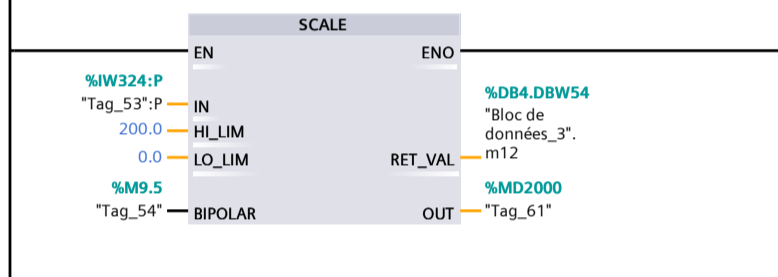 SCALE
EN
ENO
%IW324:P
"Tag_53":P
IN
200.0
HI_LIM
0.0
LO_LIM
%DB4.DBW54
"Bloc de
données_3".
m12
RET_VAL
%M9.5
"Tag_54"
BIPOLAR
%MD2000
"Tag_61"
OUT